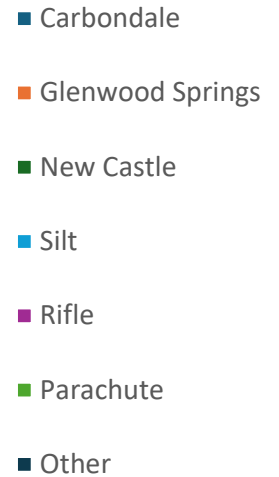 Carbondale
Glenwood Springs
New Castle
Silt
Rifle
Parachute
Other